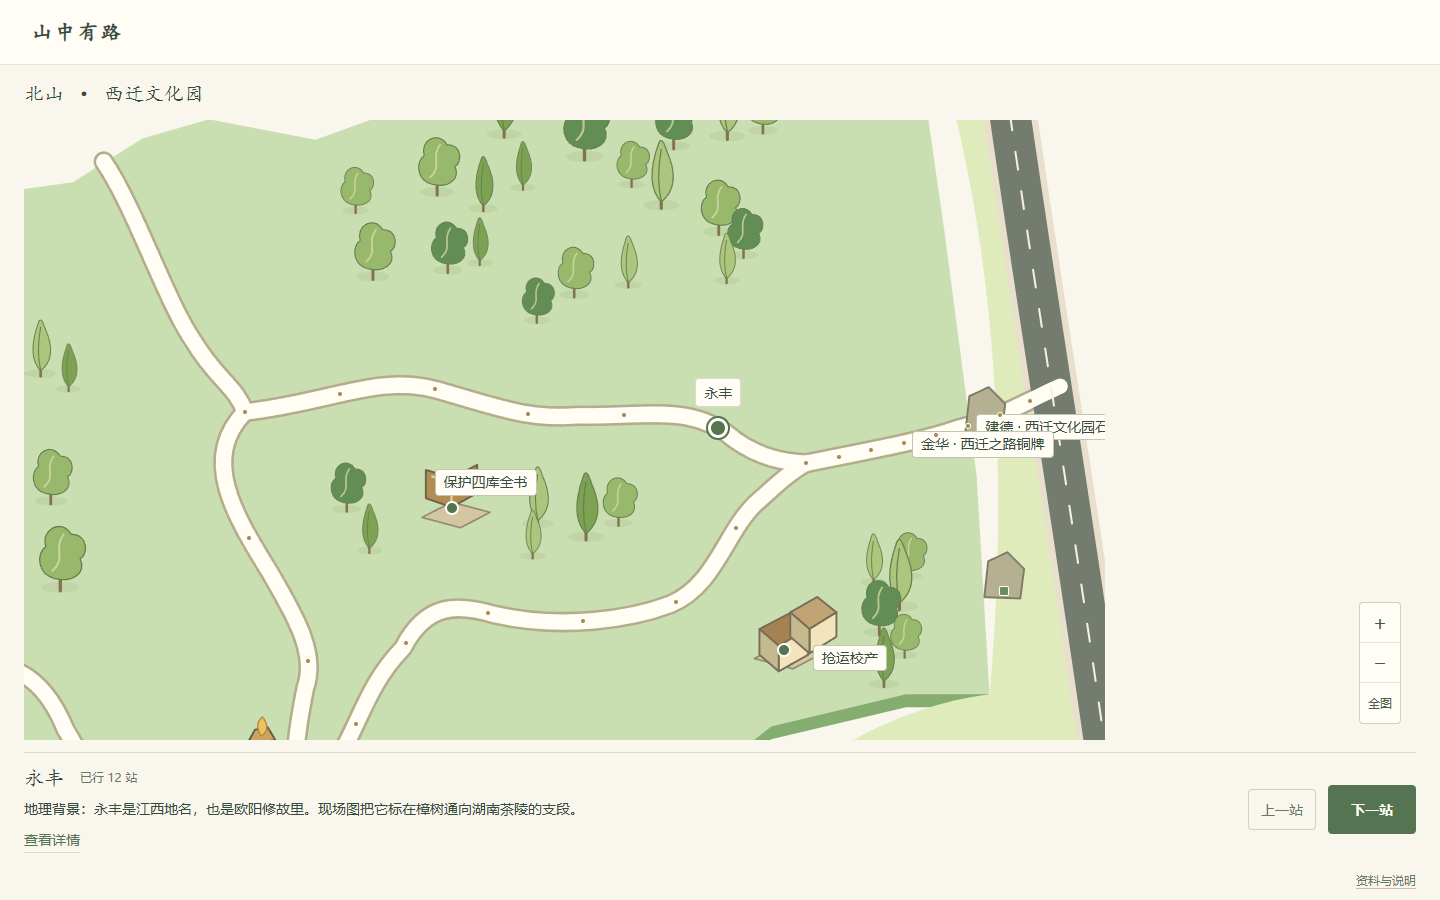 山中有路
北山 • 西迁文化园
永丰
建德 · 西迁文化园石
金华 · 西迁之路铜牌
保护四库全书
抢运校产
+
−
全图
永丰 已行 12 站
地理背景：永丰是江西地名，也是欧阳修故里。现场图把它标在樟树通向湖南茶陵的支段。
查看详情
上一站
下一站
资料与说明